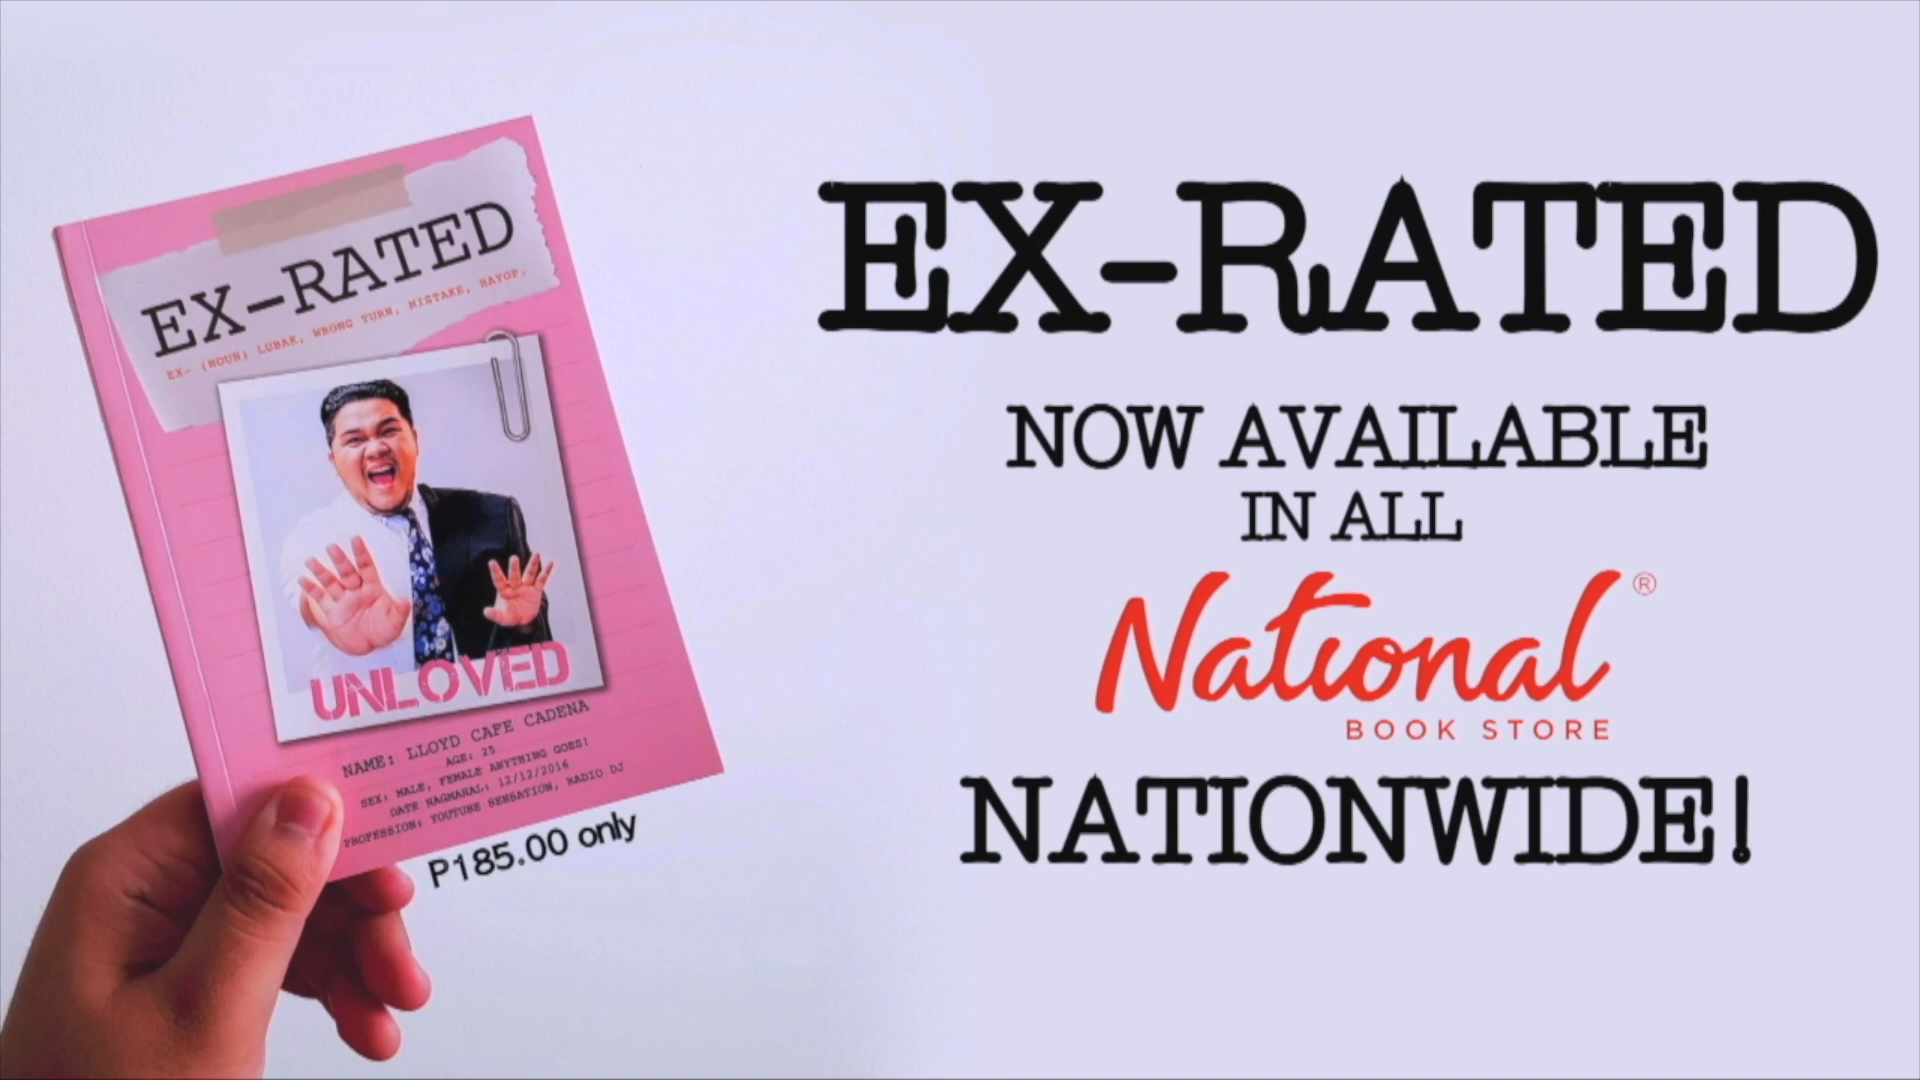 EX-RATED
EX- (NOUN) LUBAK, WRONG TURN, MISTAKE, HAYOP.
UNLOVED
NAME: LLOYD CAFE CADENA
AGE: 25
SEX: MALE, FEMALE ANYTHING GOES!
DATE NAGMAHAL: 12/12/2016
PROFESSION: YOUTUBE SENSATION, RADIO DJ
P185.00 only
EX-RATED
NOW AVAILABLE
IN ALL
National®
BOOK STORE
NATIONWIDE!